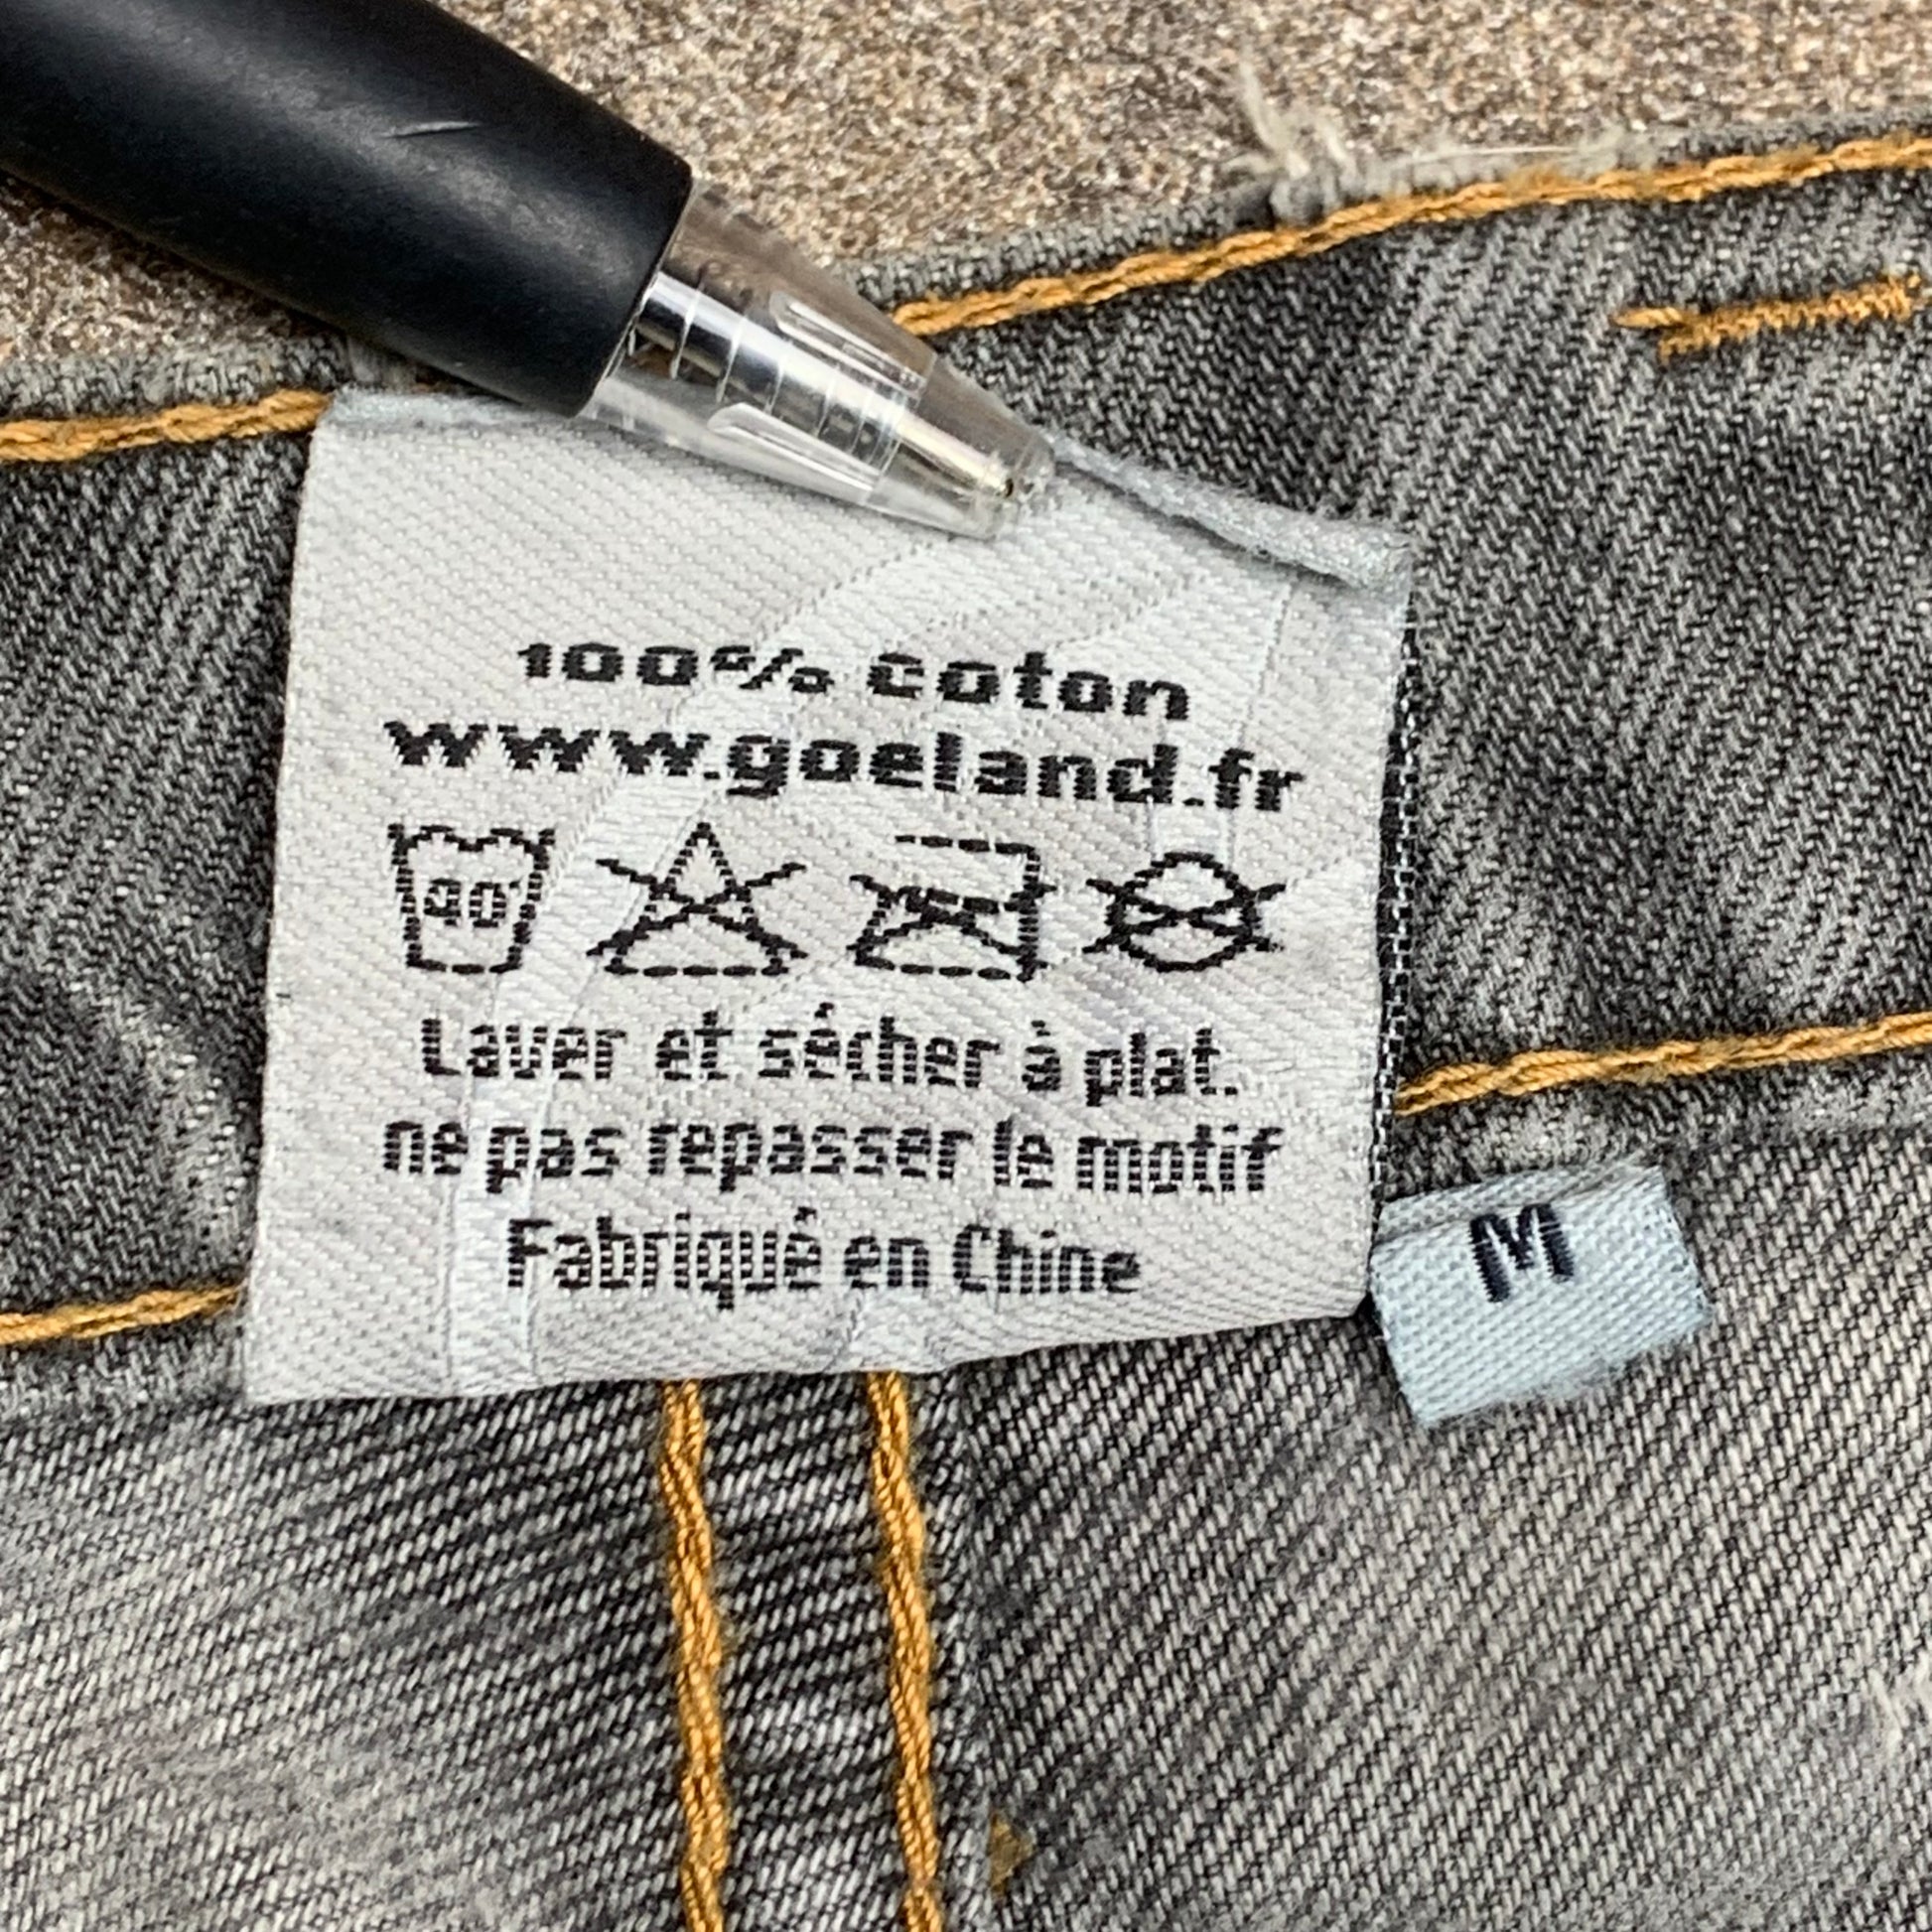 100% coton
www.goeland.fr
40°
Laver et sécher à plat.
ne pas repasser le motif
Fabriqué en Chine
M